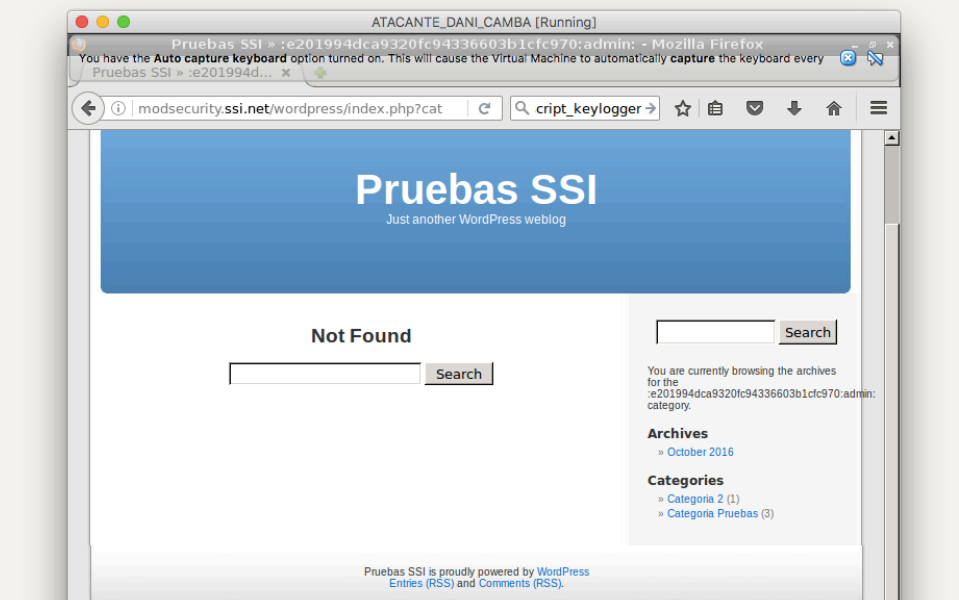 ATACANTE_DANI_CAMBA [Running]
Pruebas SSI » :e201994dca9320fc94336603b1cfc970:admin: - Mozilla Firefox
You have the Auto capture keyboard option turned on. This will cause the Virtual Machine to automatically capture the keyboard every
Pruebas SSI » :e201994d...
modsecurity.ssi.net/wordpress/index.php?cat
cript_keylogger
Pruebas SSI
Just another WordPress weblog
Not Found
Search
Search
You are currently browsing the archives
for the
:e201994dca9320fc94336603b1cfc970:admin:
category.
Archives
» October 2016
Categories
» Categoria 2 (1)
» Categoria Pruebas (3)
Pruebas SSI is proudly powered by WordPress
Entries (RSS) and Comments (RSS).